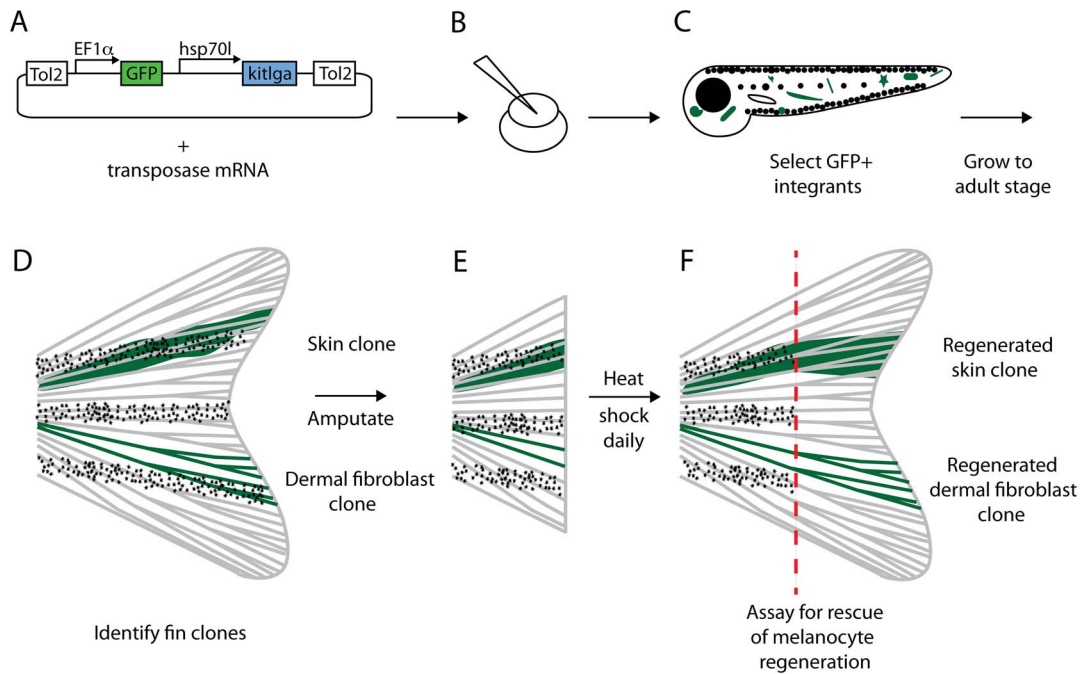 A
EF1α
hsp70l
Tol2
GFP
kitlga
Tol2
+
transposase mRNA
B
C
Select GFP+
integrants
Grow to
adult stage
D
Skin clone
Amputate
Dermal fibroblast
clone
Identify fin clones
E
Heat
shock
daily
F
Regenerated
skin clone
Regenerated
dermal fibroblast
clone
Assay for rescue
of melanocyte
regeneration